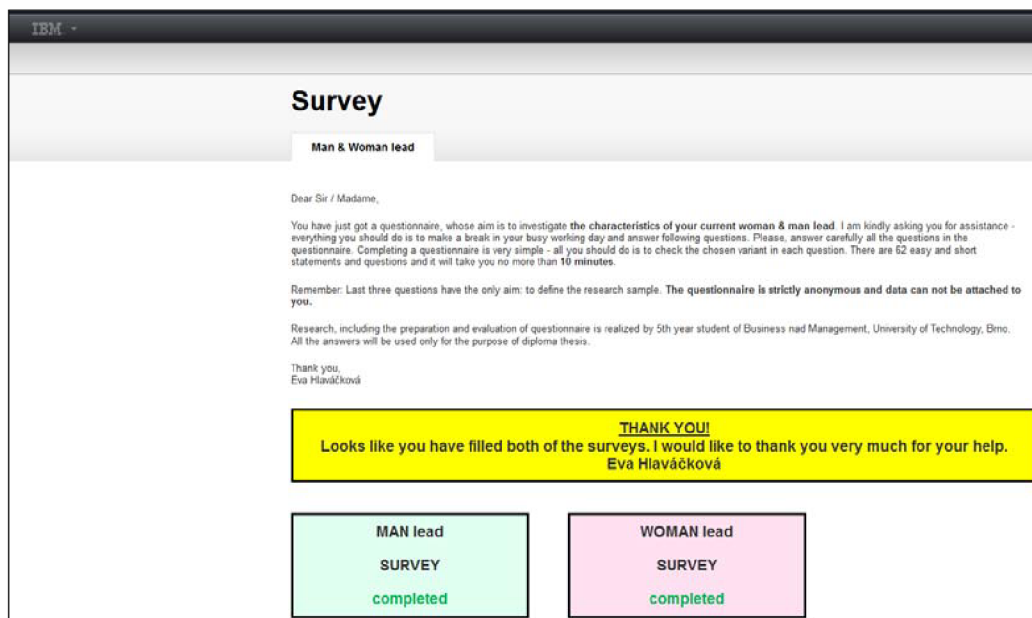 IBM
Survey
Man & Woman lead
Dear Sir / Madame,
You have just got a questionnaire, whose aim is to investigate the characteristics of your current woman & man lead. I am kindly asking you for assistance -
everything you should do is to make a break in your busy working day and answer following questions. Please, answer carefully all the questions in the
questionnaire. Completing a questionnaire is very simple - all you should do is to check the chosen variant in each question. There are 62 easy and short
statements and questions and it will take you no more than 10 minutes.
Remember: Last three questions have the only aim: to define the research sample. The questionnaire is strictly anonymous and data can not be attached to
you.
Research, including the preparation and evaluation of questionnaire is realized by 5th year student of Business nad Management, University of Technology, Brno.
All the answers will be used only for the purpose of diploma thesis.
Thank you,
Eva Hlaváčková
THANK YOU!
Looks like you have filled both of the surveys. I would like to thank you very much for your help.
Eva Hlaváčková
MAN lead
SURVEY
completed
WOMAN lead
SURVEY
completed